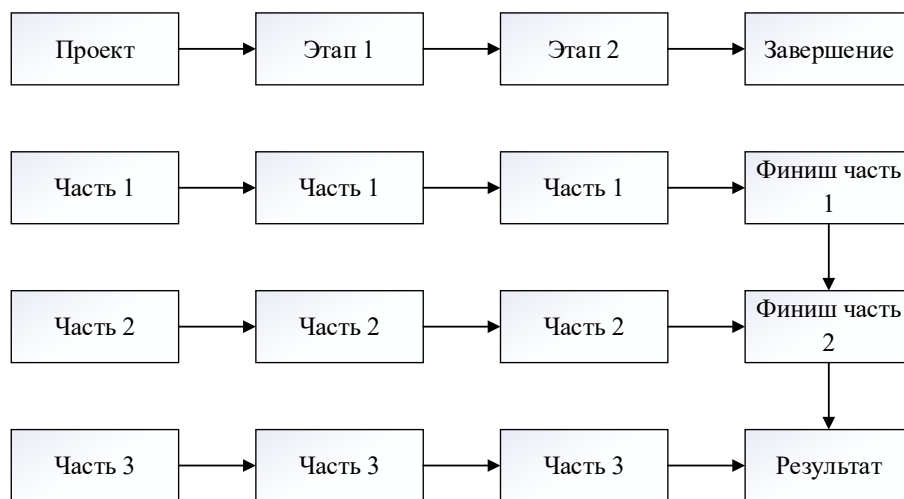 Проект
Этап 1
Этап 2
Завершение
Часть 1
Часть 1
Часть 1
Финиш часть
1
Часть 2
Часть 2
Часть 2
Финиш часть
2
Часть 3
Часть 3
Часть 3
Результат